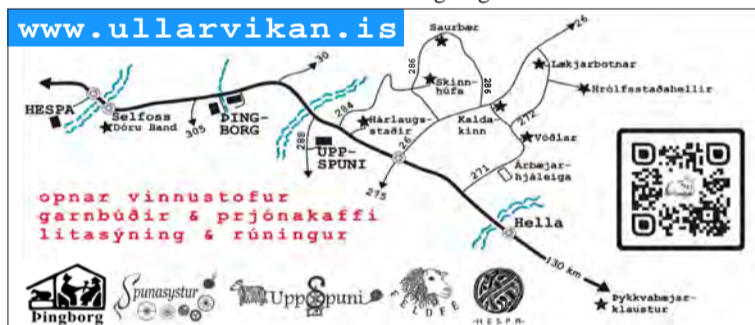 www.ullarvikan.is
Saurbær
26
30
286
Skinn-
húfa
286
Lækjarbotnar
Hrólfsstaðahellir
HESPA
Selfoss
Dóru Band
305
ÞING-
BORG
284
Hárlaugs-
staðir
Kalda-
kinn
272
Vöðlar
288
UPP-
SPUNI
26
275
271
Árbæjar-
hjáleiga
opnar vinnustofur
garnbúðir & prjónakaffi
litasýning & rúningur
Hella
130 km
Þykkvabæjar-
klaustur
Þingborg
Spunasystur
UppSpuni
FELDFÉ
HESPA